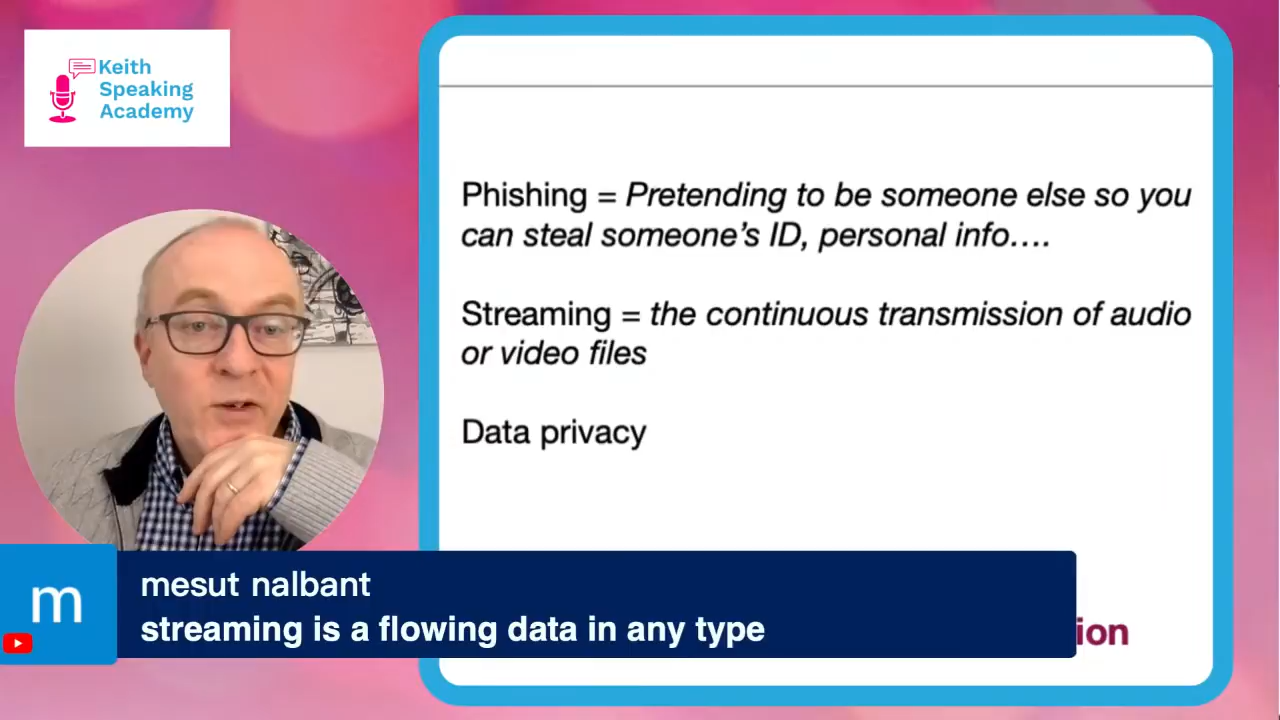 Keith
Speaking
Academy
Phishing = Pretending to be someone else so you
can steal someone's ID, personal info….
Streaming = the continuous transmission of audio
or video files
Data privacy
m
mesut nalbant
streaming is a flowing data in any type